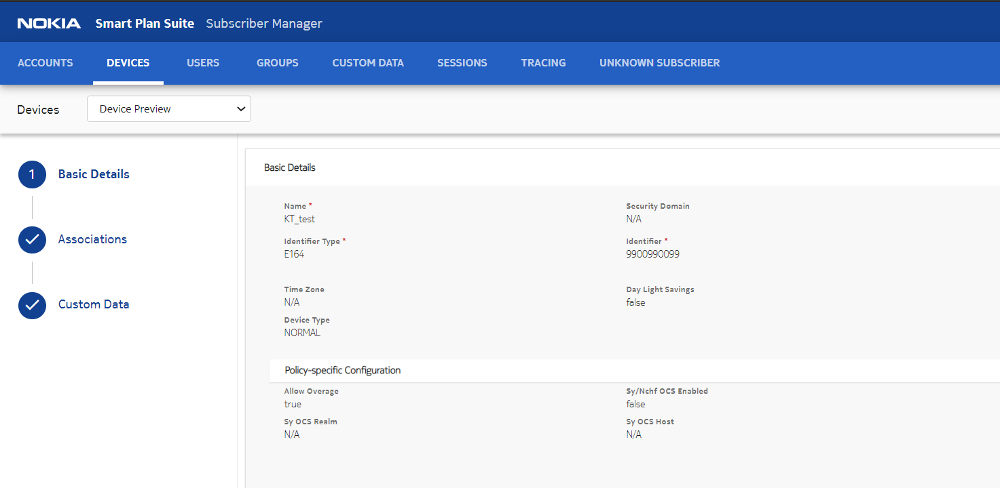 NOKIA Smart Plan Suite Subscriber Manager
ACCOUNTS DEVICES USERS GROUPS CUSTOM DATA SESSIONS TRACING UNKNOWN SUBSCRIBER
Devices Device Preview
1 Basic Details
Associations
Custom Data
Basic Details
Name * Security Domain
KT_test N/A
Identifier Type * Identifier *
E164 9900990099
Time Zone Day Light Savings
N/A false
Device Type
NORMAL
Policy-specific Configuration
Allow Overage Sy/Nchf OCS Enabled
true false
Sy OCS Realm Sy OCS Host
N/A N/A